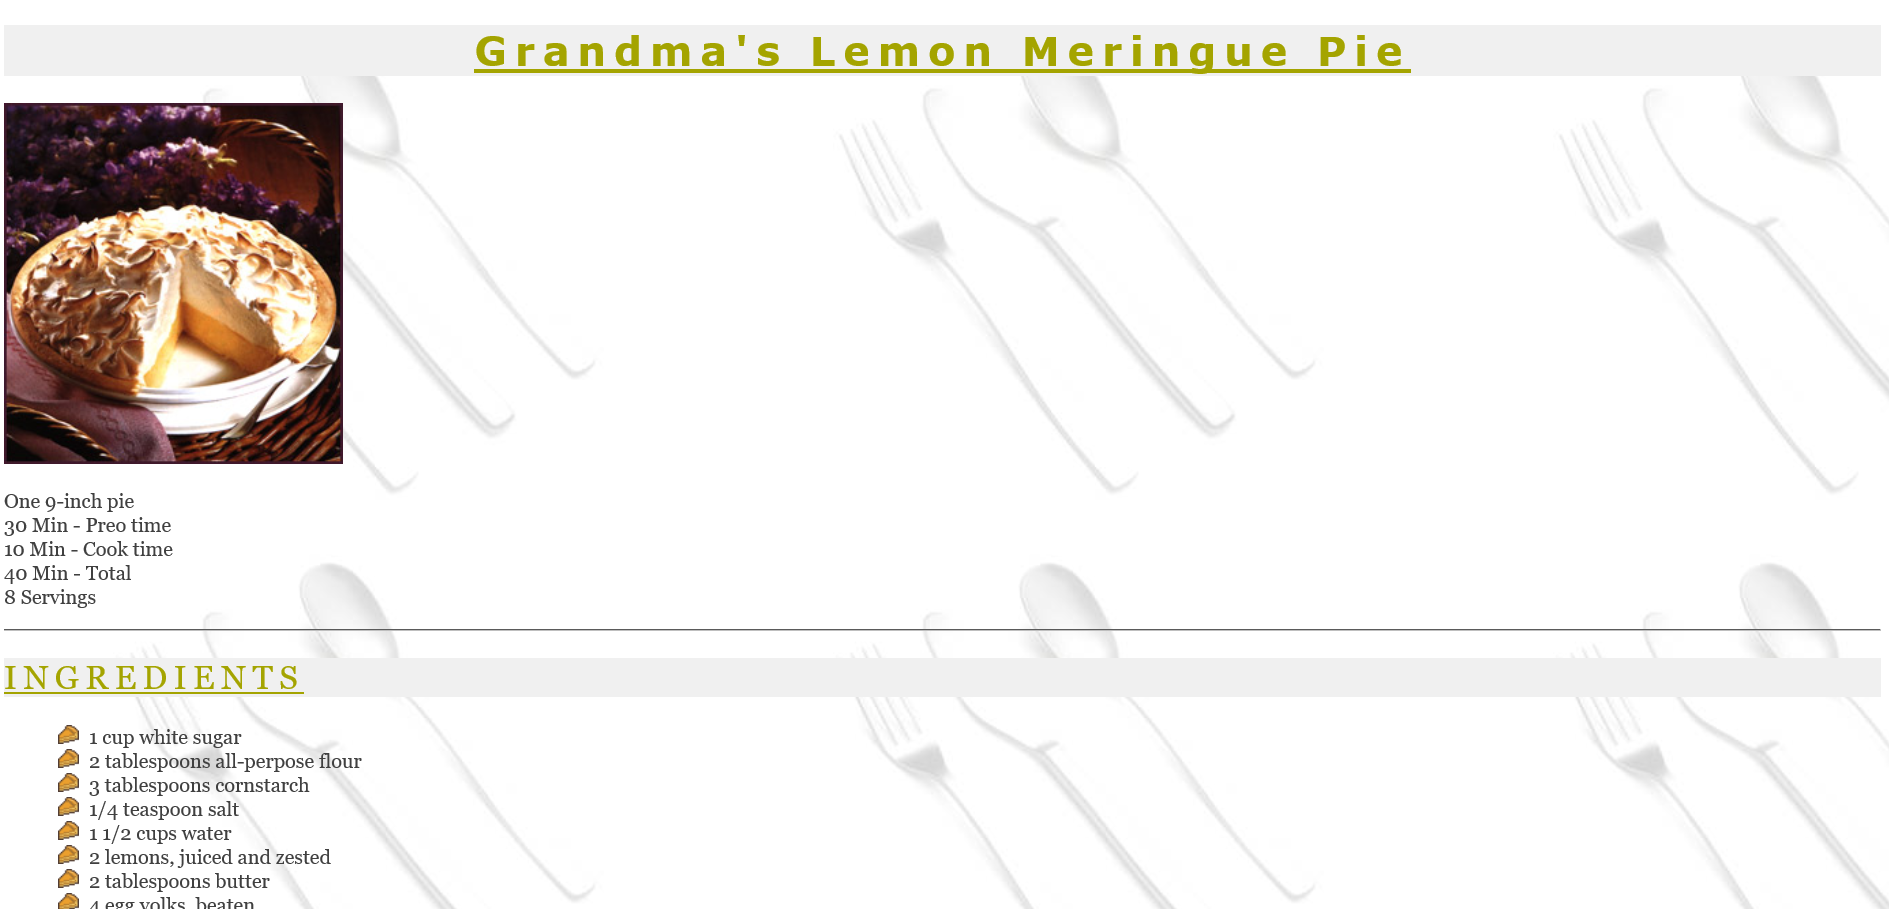 Grandma's Lemon Meringue Pie
One 9-inch pie
30 Min - Preo time
10 Min - Cook time
40 Min - Total
8 Servings
INGREDIENTS
1 cup white sugar
2 tablespoons all-perpose flour
3 tablespoons cornstarch
1/4 teaspoon salt
1 1/2 cups water
2 lemons, juiced and zested
2 tablespoons butter
4 egg yolks, beaten